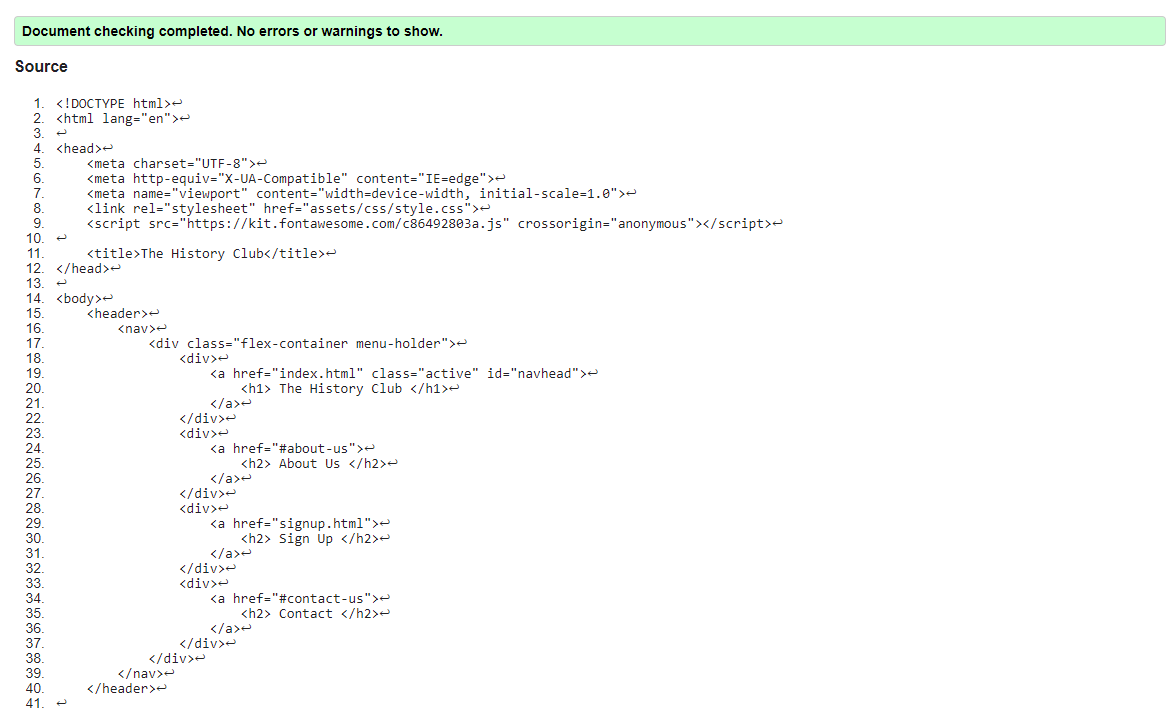 Document checking completed. No errors or warnings to show.
Source
1. <!DOCTYPE html>↩
2. <html lang="en">↩
3. ↩
4. <head>↩
5.     <meta charset="UTF-8">↩
6.     <meta http-equiv="X-UA-Compatible" content="IE=edge">↩
7.     <meta name="viewport" content="width=device-width, initial-scale=1.0">↩
8.     <link rel="stylesheet" href="assets/css/style.css">↩
9.     <script src="https://kit.fontawesome.com/c86492803a.js" crossorigin="anonymous"></script>↩
10. ↩
11.     <title>The History Club</title>↩
12. </head>↩
13. ↩
14. <body>↩
15.     <header>↩
16.         <nav>↩
17.             <div class="flex-container menu-holder">↩
18.                 <div>↩
19.                     <a href="index.html" class="active" id="navhead">↩
20.                         <h1> The History Club </h1>↩
21.                     </a>↩
22.                 </div>↩
23.                 <div>↩
24.                     <a href="#about-us">↩
25.                         <h2> About Us </h2>↩
26.                     </a>↩
27.                 </div>↩
28.                 <div>↩
29.                     <a href="signup.html">↩
30.                         <h2> Sign Up </h2>↩
31.                     </a>↩
32.                 </div>↩
33.                 <div>↩
34.                     <a href="#contact-us">↩
35.                         <h2> Contact </h2>↩
36.                     </a>↩
37.                 </div>↩
38.             </div>↩
39.         </nav>↩
40.     </header>↩
41. ↩